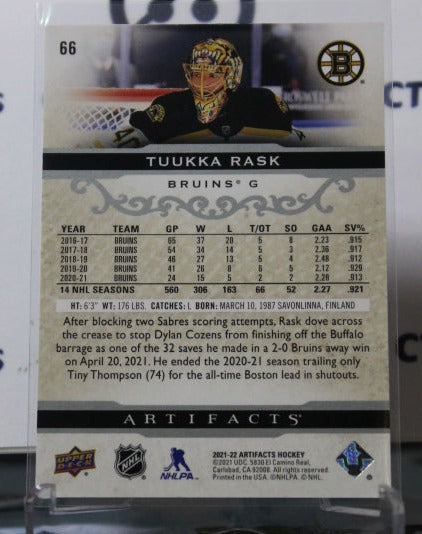 66
B
TUUKKA RASK
BRUINS® G
YEAR TEAM GP W L T/OT SO GAA SV%
2016-17 BRUINS 65 37 20 5 8 2.23 .915
2017-18 BRUINS 54 34 14 5 3 2.36 .917
2018-19 BRUINS 46 27 13 5 4 2.48 .912
2019-20 BRUINS 41 26 8 6 5 2.12 .929
2020-21 BRUINS 24 15 5 2 2 2.28 .913
14 NHL SEASONS 560 306 163 66 52 2.27 .921
HT: 6'3" WT: 176 LBS. CATCHES: L BORN: MARCH 10, 1987 SAVONLINNA, FINLAND
After blocking two Sabres scoring attempts, Rask dove across
the crease to stop Dylan Cozens from finishing off the Buffalo
barrage as one of the 32 saves he made in a 2-0 Bruins away win
on April 20, 2021. He ended the 2020-21 season trailing only
Tiny Thompson (74) for the all-time Boston lead in shutouts.
ARTIFACTS
UPPER DECK
NHL
NHLPA
2021-22 ARTIFACTS HOCKEY
©2021 UDC. 5830 El Camino Real,
Carlsbad, CA 92008. All rights reserved.
Printed in the USA. ©NHLPA. ©NHL.